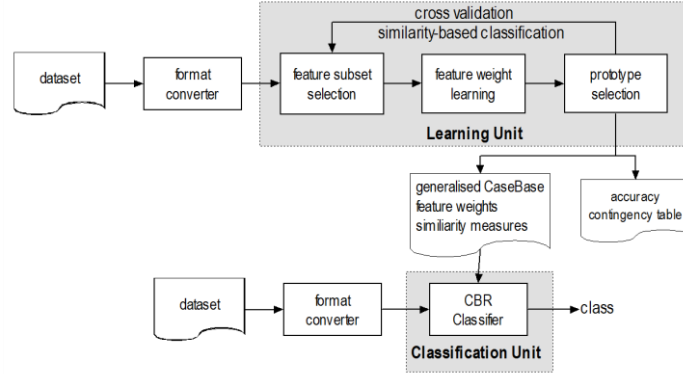 cross validation
similarity-based classification
dataset
format
converter
feature subset
selection
feature weight
learning
prototype
selection
Learning Unit
generalised CaseBase
feature weights
similiarity measures
accuracy
contingency table
dataset
format
converter
CBR
Classifier
class
Classification Unit